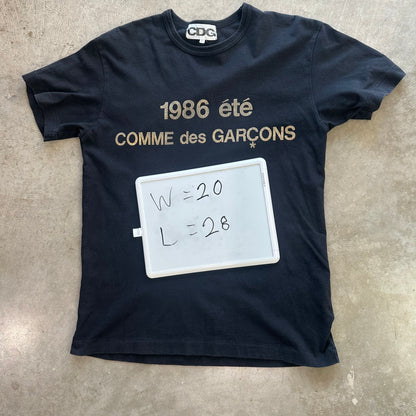 CDG
1986 été
COMME des GARÇONS
*
W = 20
L = 28